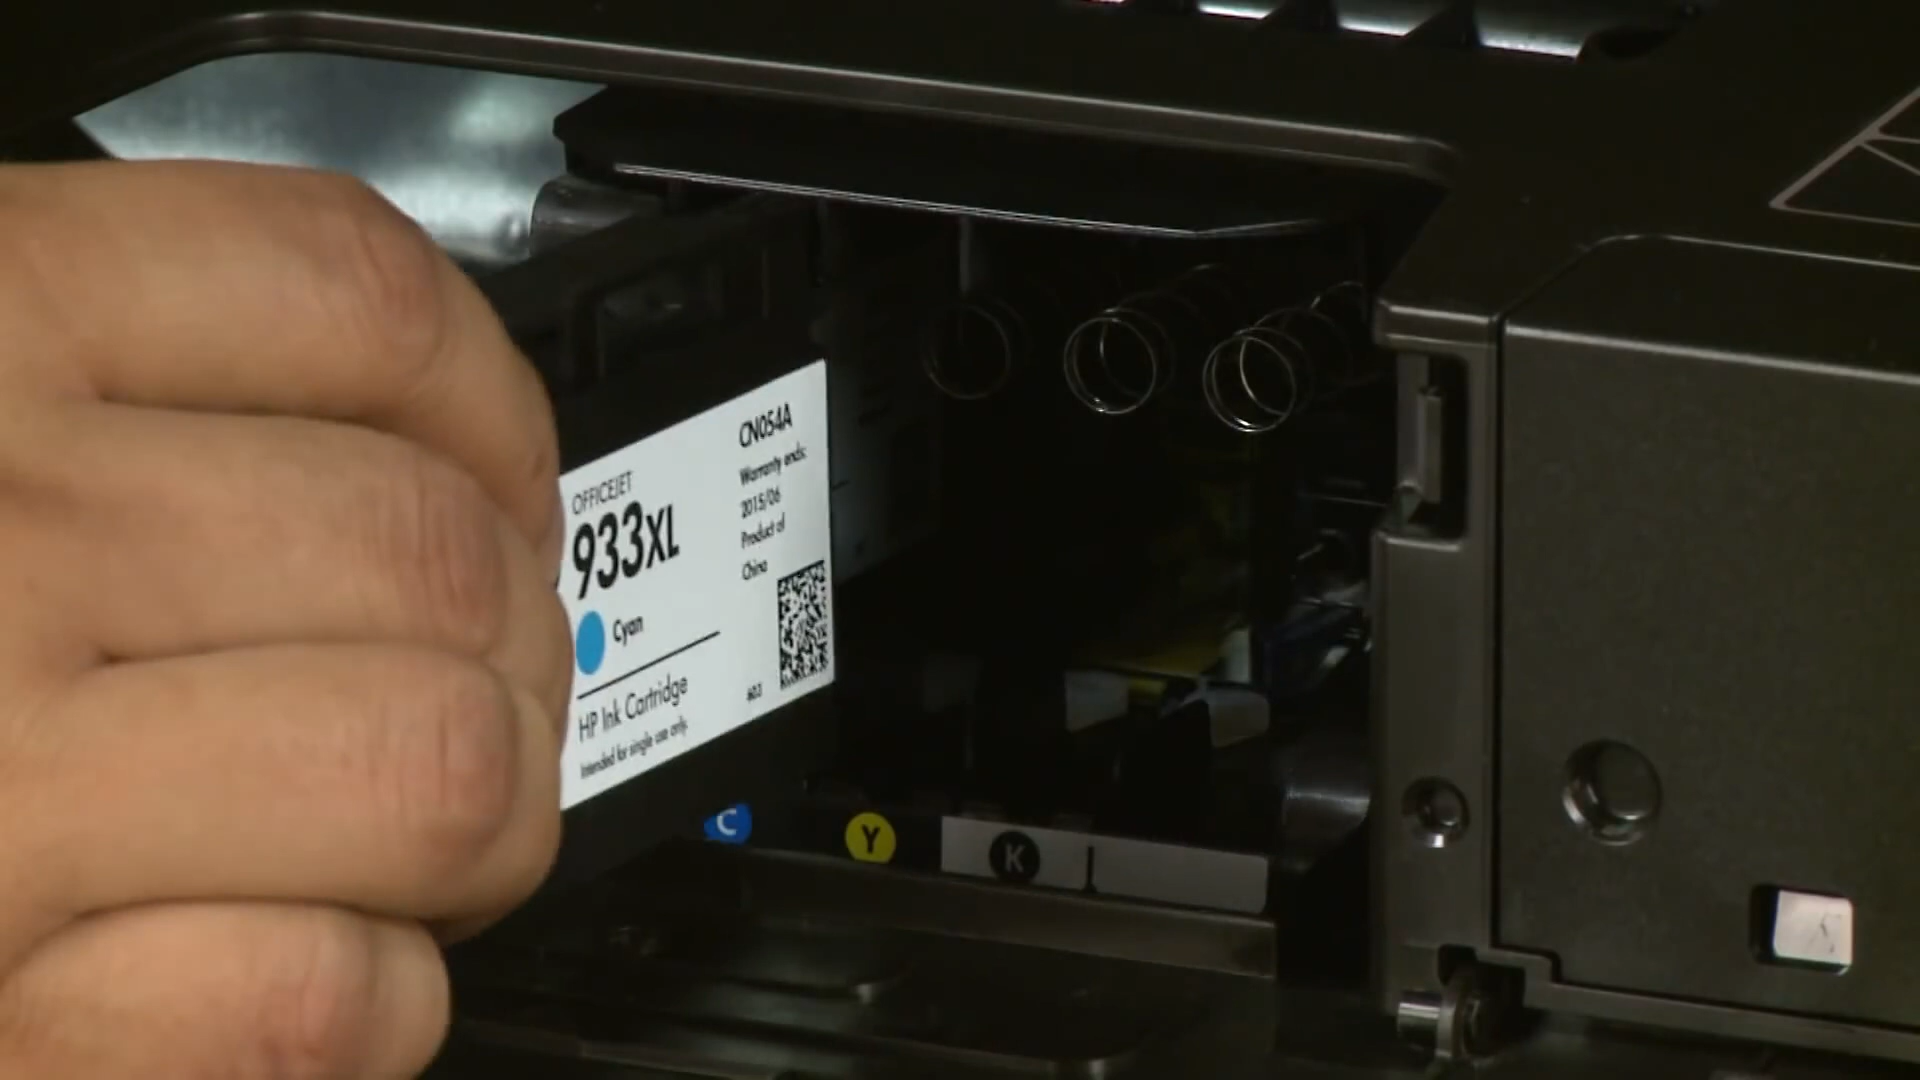 OFFICEJET
933XL
Cyan
HP Ink Cartridge
Intended for single use only.
CN054A
Warranty ends:
2015/06
Product of
China
603
C
Y
K